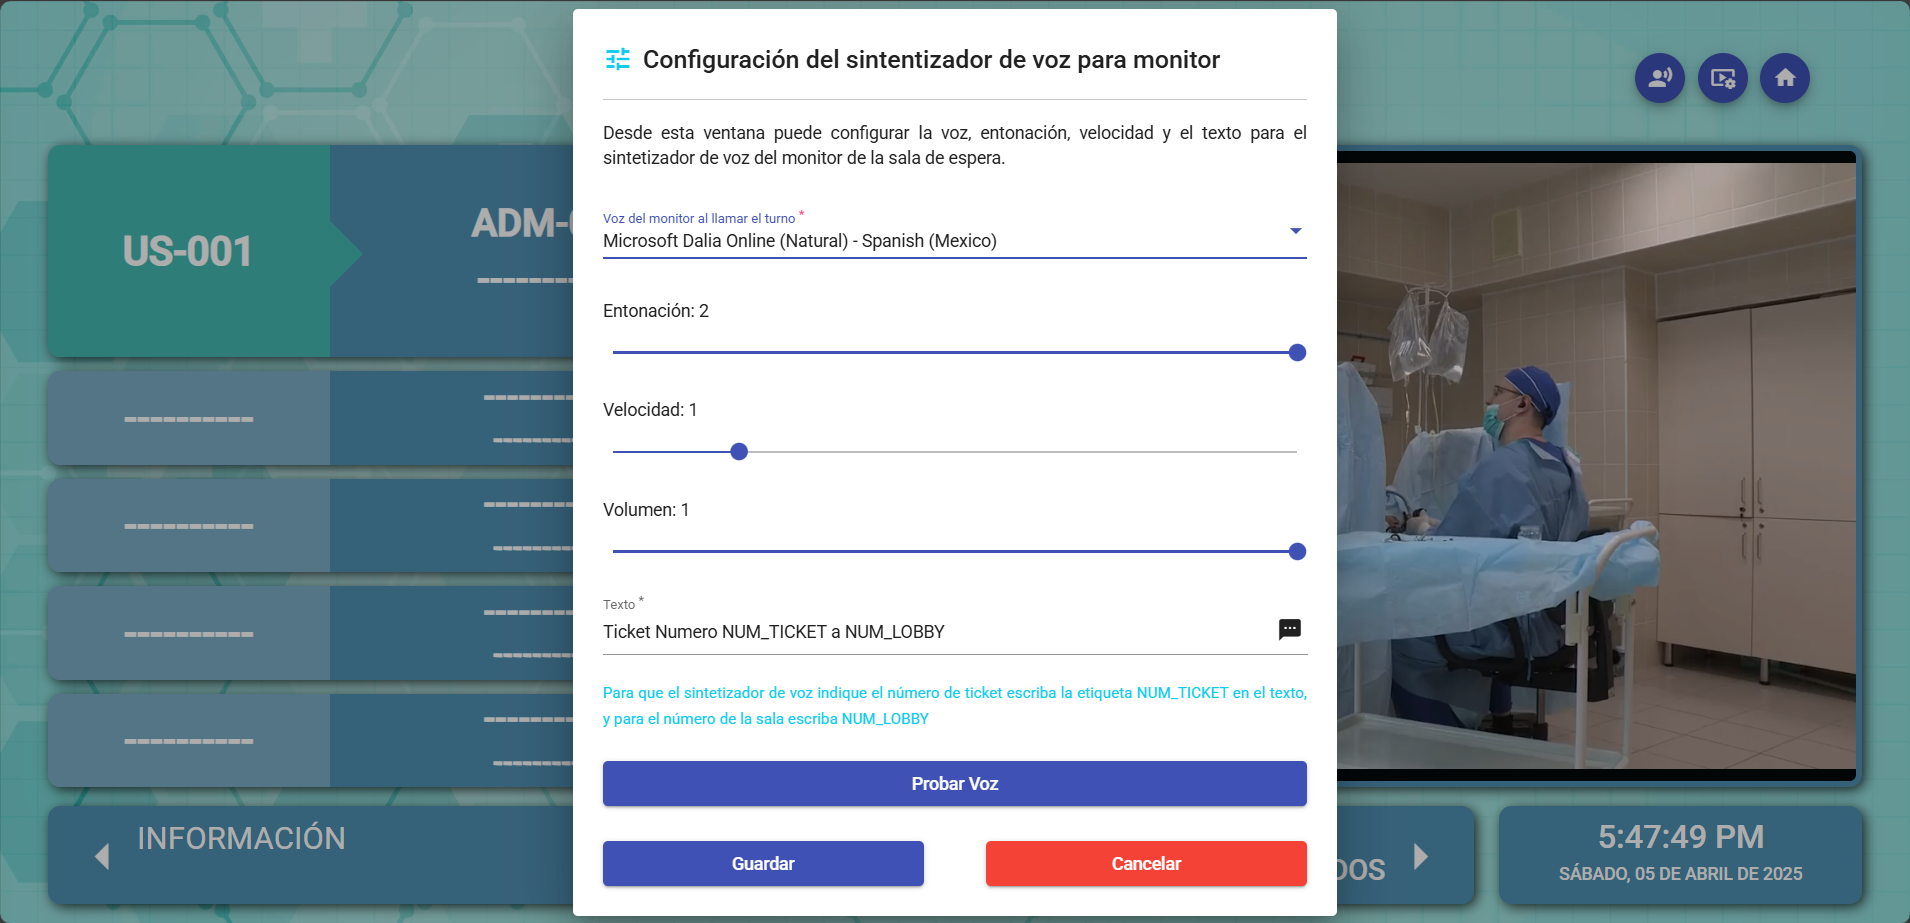 Configuración del sintentizador de voz para monitor
Desde esta ventana puede configurar la voz, entonación, velocidad y el texto para el
sintetizador de voz del monitor de la sala de espera.
Voz del monitor al llamar el turno *
Microsoft Dalia Online (Natural) - Spanish (Mexico)
Entonación: 2
Velocidad: 1
Volumen: 1
Texto *
Ticket Numero NUM_TICKET a NUM_LOBBY
Para que el sintetizador de voz indique el número de ticket escriba la etiqueta NUM_TICKET en el texto,
y para el número de la sala escriba NUM_LOBBY
Probar Voz
Guardar
Cancelar
US-001
ADM-
INFORMACIÓN
DOS
5:47:49 PM
SÁBADO, 05 DE ABRIL DE 2025